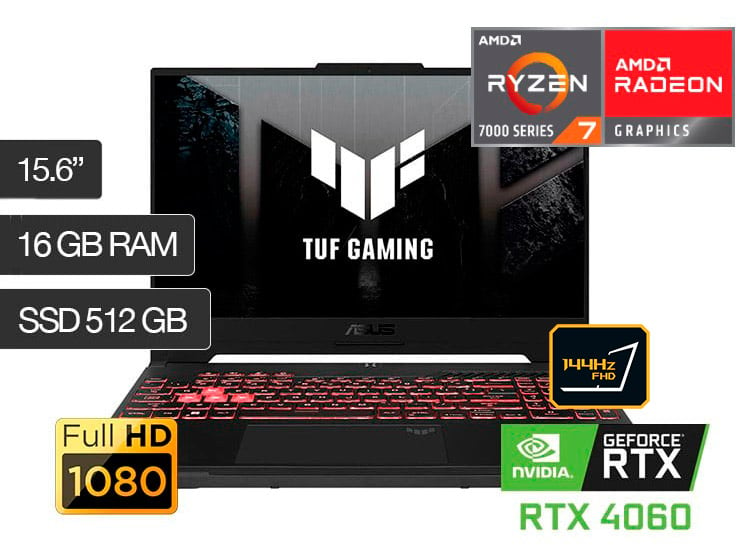 AMD
RYZEN
7000 SERIES 7
AMD
RADEON
GRAPHICS
15.6”
16 GB RAM
SSD 512 GB
TUF GAMING
ASUS
144Hz
FHD
Full HD
1080
NVIDIA.
GEFORCE
RTX
RTX 4060